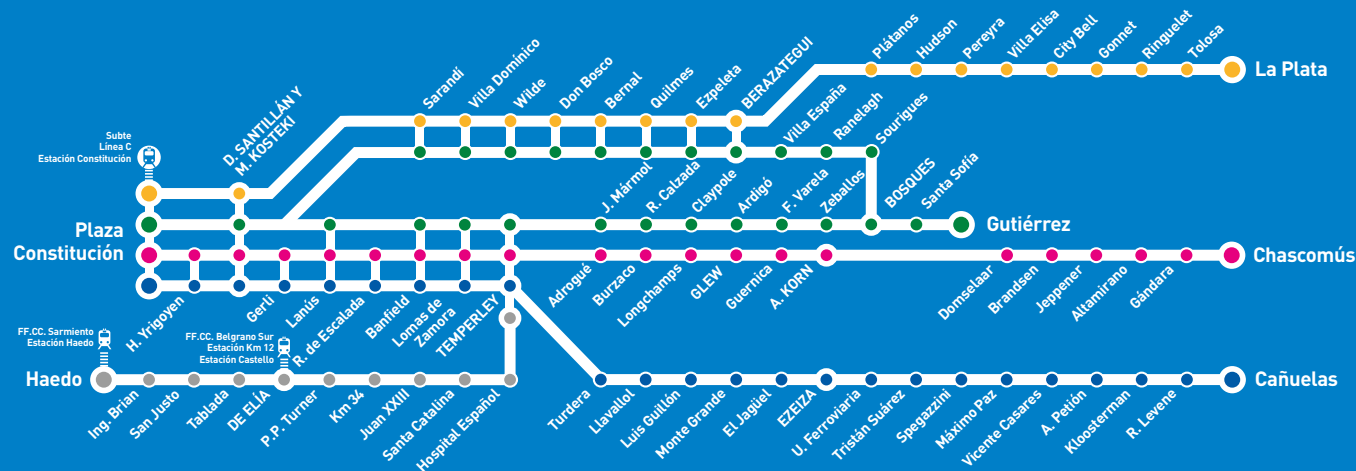 Plátanos
Hudson
Pereyra
Villa Elisa
City Bell
Gonnet
Ringuelet
Tolosa
La Plata
Sarandí
Villa Domínico
Wilde
Don Bosco
Bernal
Quilmes
Ezpeleta
BERAZATEGUI
Villa España
Ranelagh
Sourigues
D. SANTILLÁN Y
M. KOSTEKI
Subte
Línea C
Estación Constitución
Plaza
Constitución
J. Mármol
R. Calzada
Claypole
Ardigó
F. Varela
Zeballos
BOSQUES
Santa Sofía
Gutiérrez
Chascomús
H. Yrigoyen
Gerli
Lanús
R. de Escalada
Banfield
Lomas de
Zamora
TEMPERLEY
Adrogué
Burzaco
Longchamps
GLEW
Guernica
A. KORN
Domselaar
Brandsen
Jeppener
Altamirano
Gándara
FF.CC. Sarmiento
Estación Haedo
FF.CC. Belgrano Sur
Estación Km 12
Estación Castello
Haedo
Ing. Brian
San Justo
Tablada
DE ELÍA
P.P. Turner
Km 34
Juan XXIII
Santa Catalina
Hospital Español
Turdera
Llavallol
Luis Guillón
Monte Grande
El Jagüel
EZEIZA
U. Ferroviaria
Tristán Suárez
Spegazzini
Máximo Paz
Vicente Casares
A. Petión
Kloosterman
R. Levene
Cañuelas